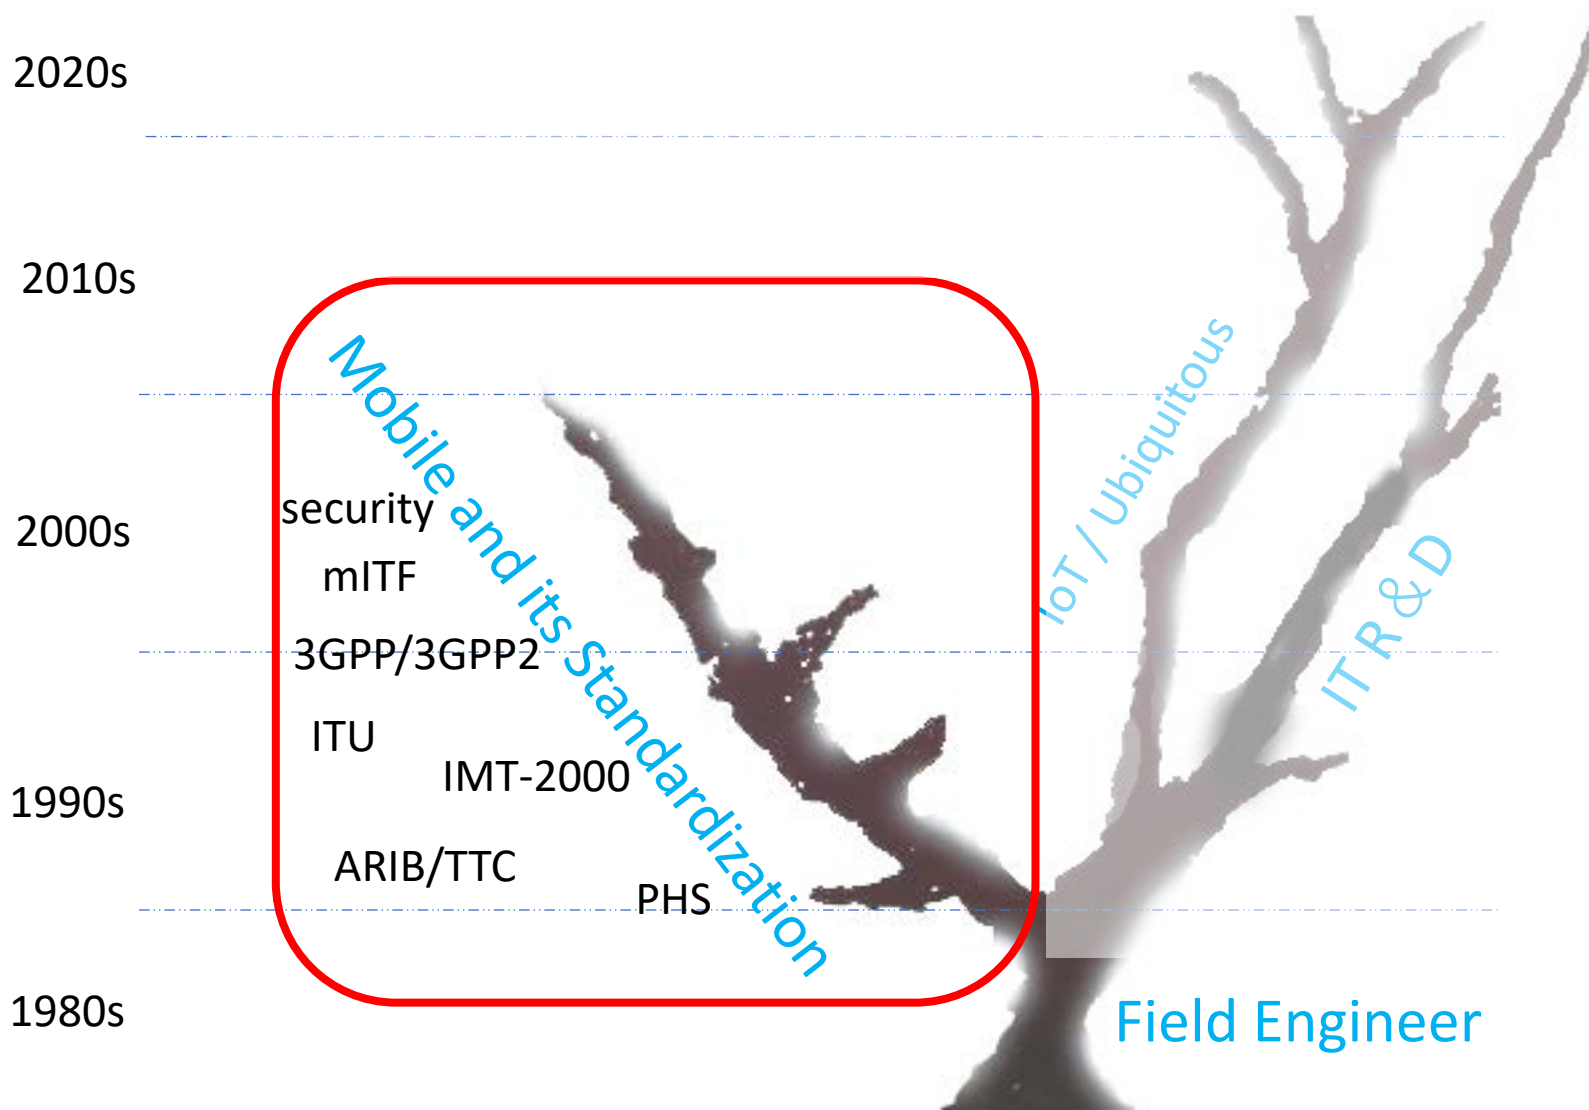 2020s
2010s
Mobile and its Standardization
IoT / Ubiquitous
security
2000s
mITF
IT R & D
3GPP/3GPP2
ITU
IMT-2000
1990s
ARIB/TTC
PHS
1980s
Field Engineer